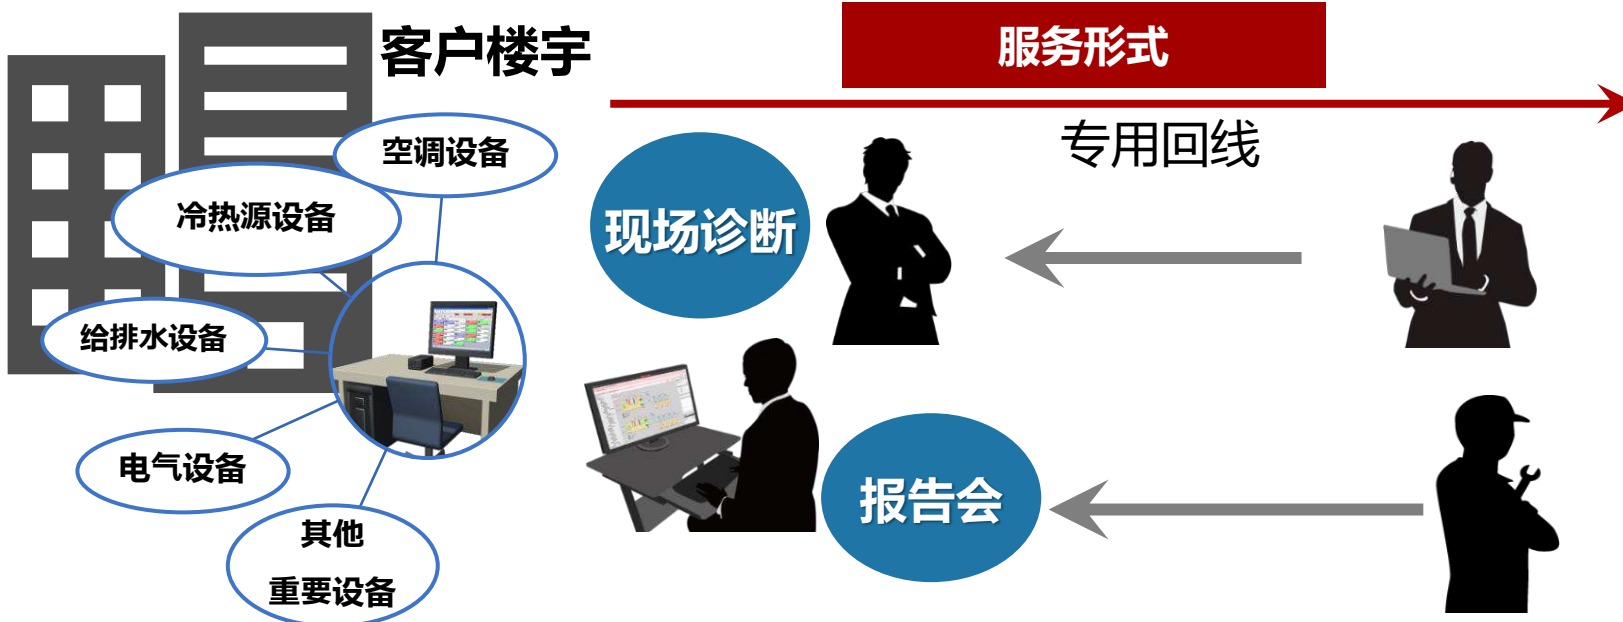 客户楼宇
空调设备
冷热源设备
给排水设备
电气设备
其他
重要设备
服务形式
专用回线
现场诊断
报告会